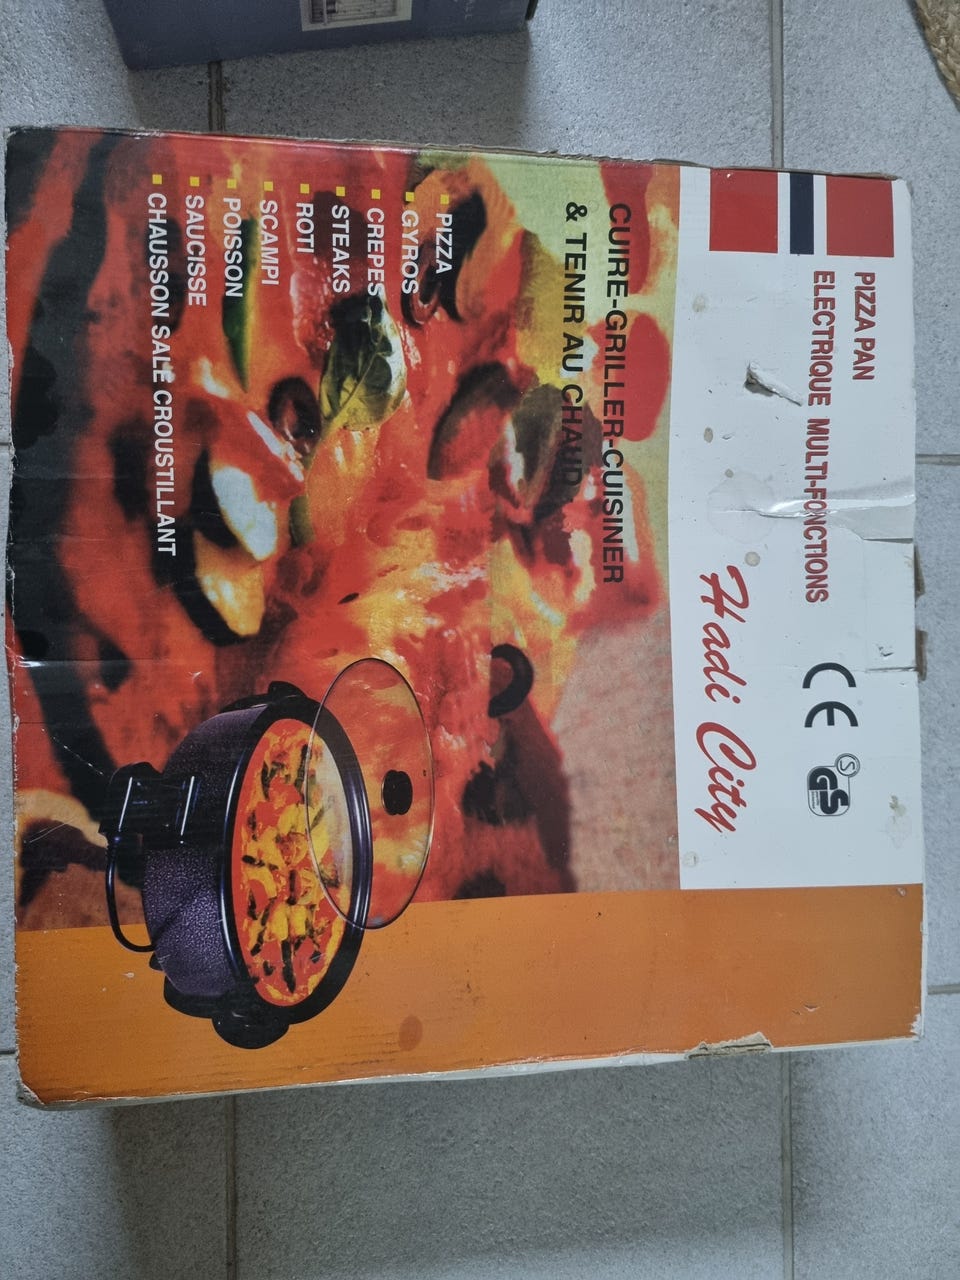 PIZZA PAN
ELECTRIQUE MULTI-FONCTIONS
CE
S
GS
Hadi City
CUIRE-GRILLER-CUISINER
& TENIR AU CHAUD
PIZZA
GYROS
CREPES
STEAKS
ROTI
SCAMPI
POISSON
SAUCISSE
CHAUSSON SALE CROUSTILLANT